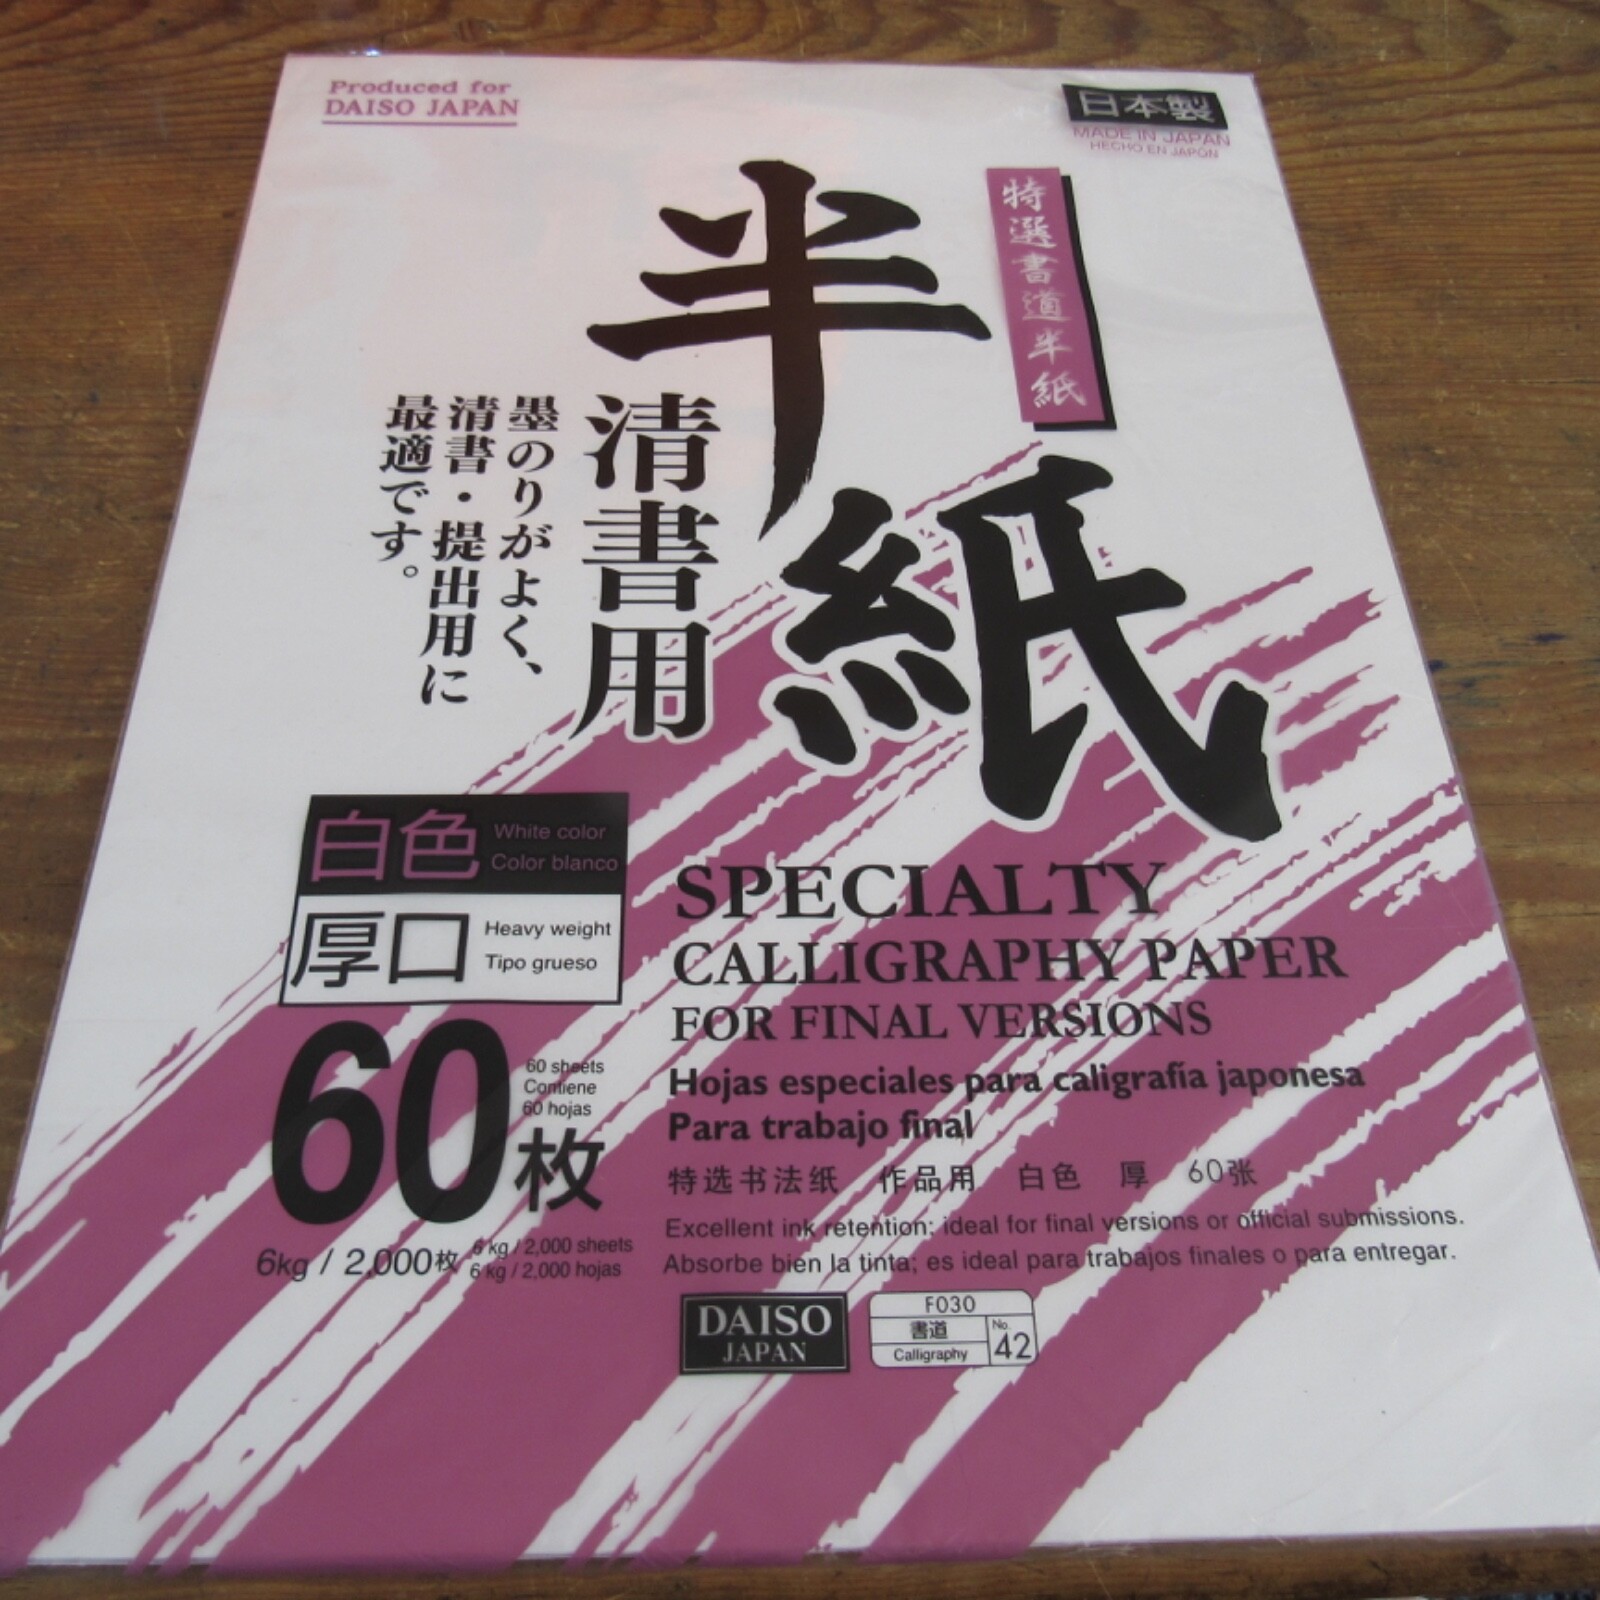 Produced for
DAISO JAPAN
日本製
MADE IN JAPAN
HECHO EN JAPÓN
特選書道半紙
半紙
清書用
墨のりがよく、
清書・提出用に
最適です。
白色 White color
Color blanco
厚口 Heavy weight
Tipo grueso
60枚
60 sheets
Contiene
60 hojas
6kg / 2,000枚
6 kg / 2,000 sheets
6 kg / 2,000 hojas
SPECIALTY
CALLIGRAPHY PAPER
FOR FINAL VERSIONS
Hojas especiales para caligrafía japonesa
Para trabajo final
特选书法纸 作品用 白色 厚 60张
Excellent ink retention: ideal for final versions or official submissions.
Absorbe bien la tinta; es ideal para trabajos finales o para entregar.
DAISO
JAPAN
F030
書道
Calligraphy
No.
42